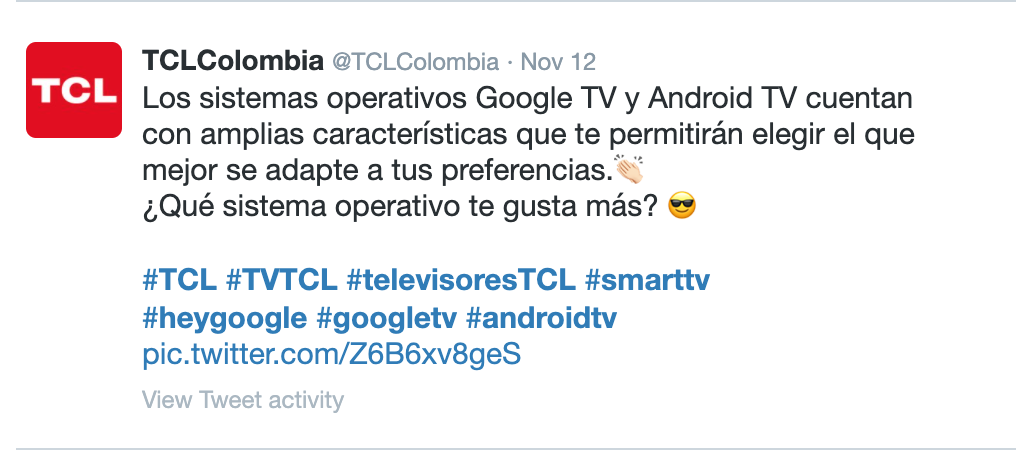 TCL
TCLColombia @TCLColombia · Nov 12
Los sistemas operativos Google TV y Android TV cuentan
con amplias características que te permitirán elegir el que
mejor se adapte a tus preferencias.👏🏻
¿Qué sistema operativo te gusta más? 😎
#TCL #TVTCL #televisoresTCL #smarttv
#heygoogle #googletv #androidtv
pic.twitter.com/Z6B6xv8geS
View Tweet activity